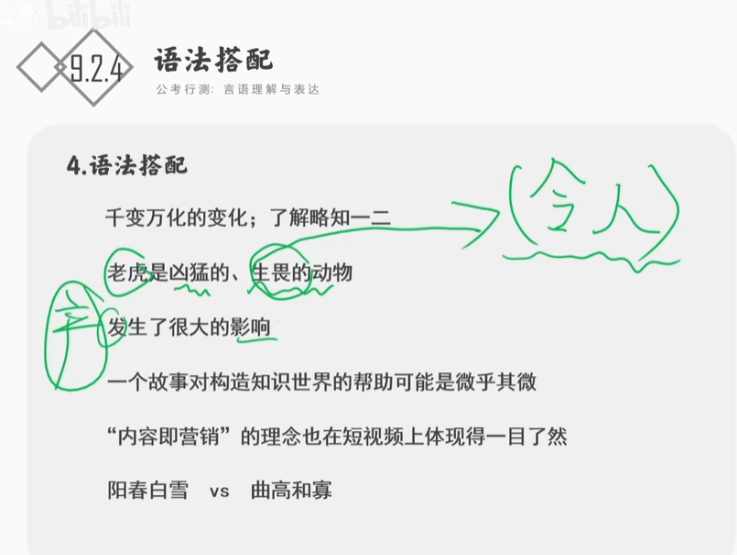 bilibili
9.2.4
语法搭配
公考行测: 言语理解与表达
4.语法搭配
(令人)
千变万化的变化；了解略知一二
老虎是凶猛的、生畏的动物
产
发生了很大的影响
一个故事对构造知识世界的帮助可能是微乎其微
“内容即营销”的理念也在短视频上体现得一目了然
阳春白雪 vs 曲高和寡